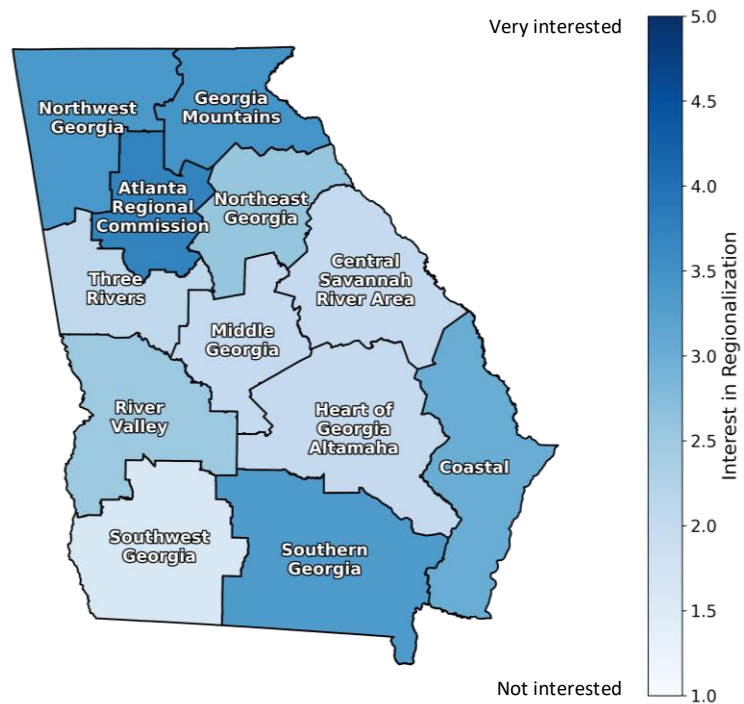 Very interested
Northwest
Georgia
Georgia
Mountains
Atlanta
Regional
Commission
Northeast
Georgia
Three
Rivers
Central
Savannah
River Area
Middle
Georgia
River
Valley
Heart of
Georgia
Altamaha
Coastal
Southwest
Georgia
Southern
Georgia
Not interested
5.0
4.5
4.0
3.5
3.0
2.5
2.0
1.5
1.0
Interest in Regionalization